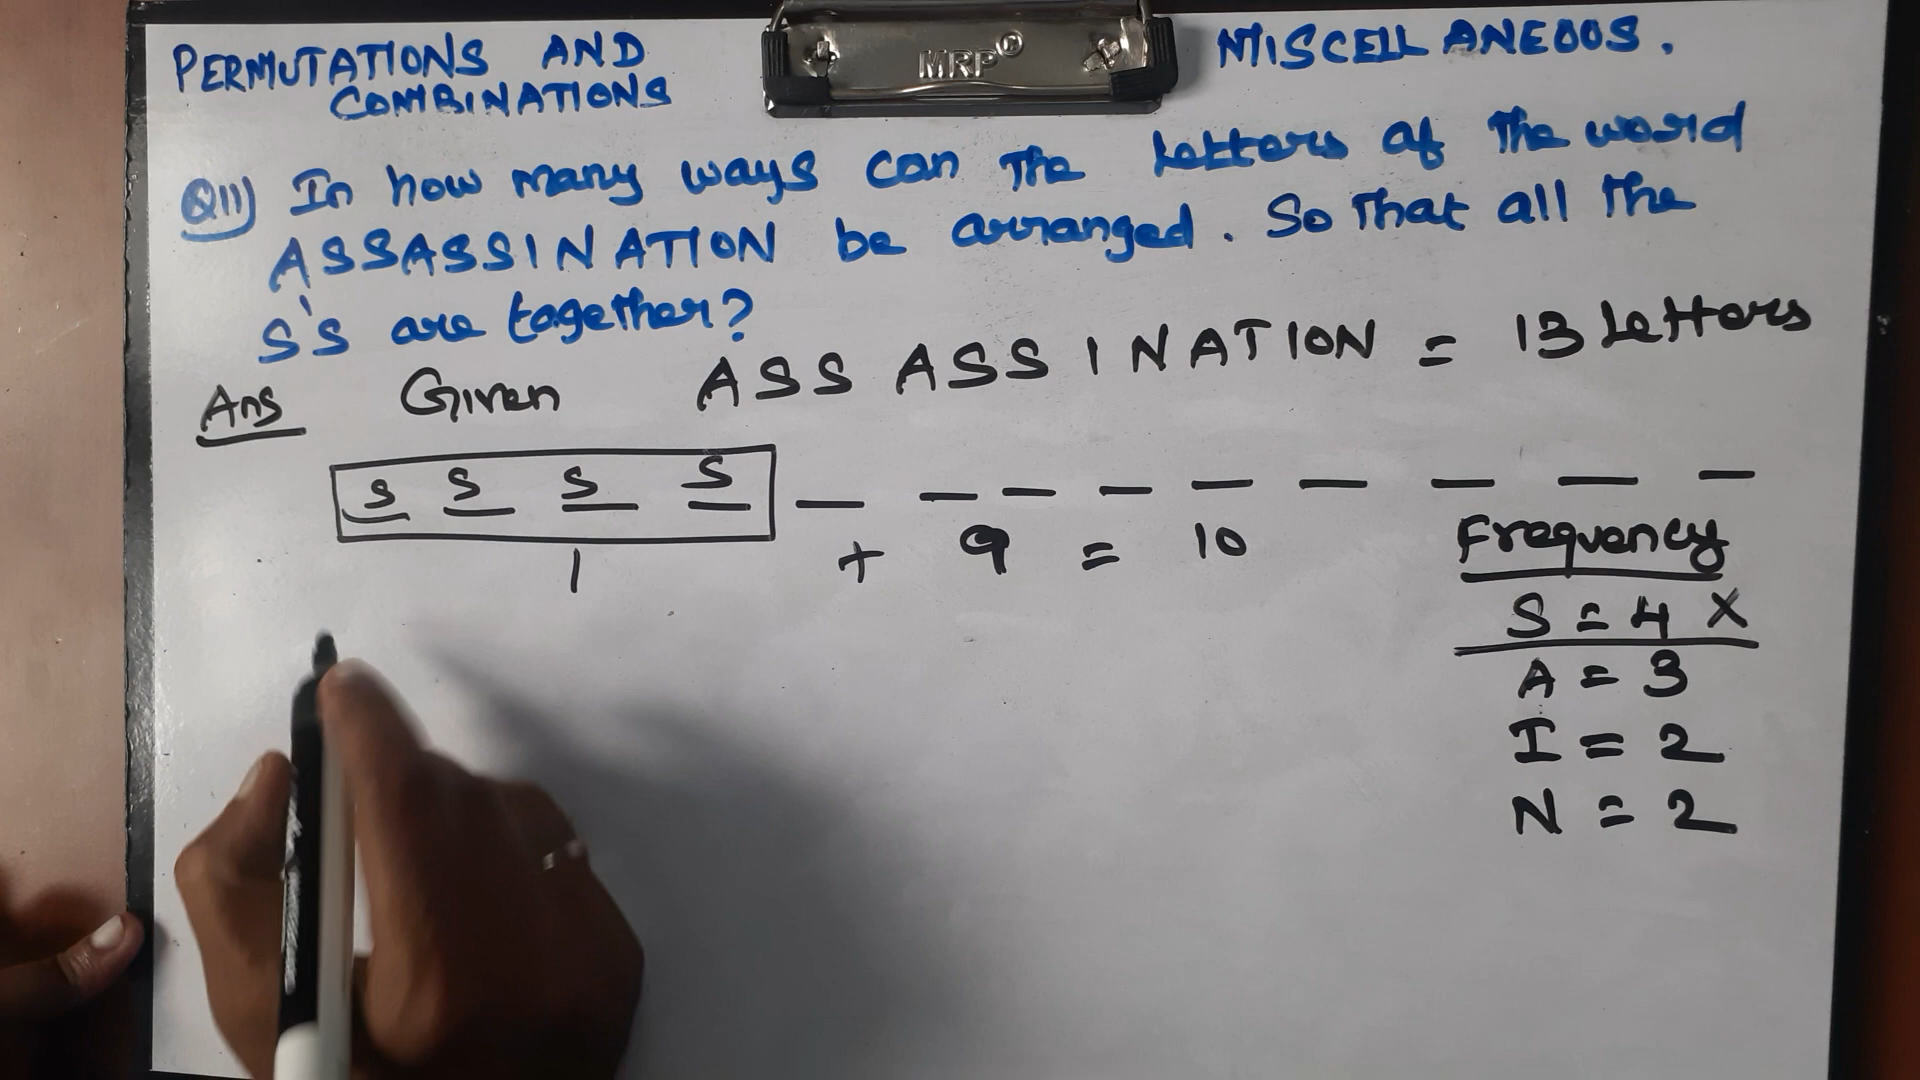 PERMUTATIONS AND
COMBINATIONS
MRP®
MISCELLANEOUS.
Q11) In how many ways can The Letters of The word
ASSASSINATION be arranged. So That all The
S's are together?
Ans Given ASSASSINATION = 13 Letters
S S S S _ _ _ _ _ _ _ _ _
1 + 9 = 10
Frequency
S = 4 X
A = 3
I = 2
N = 2